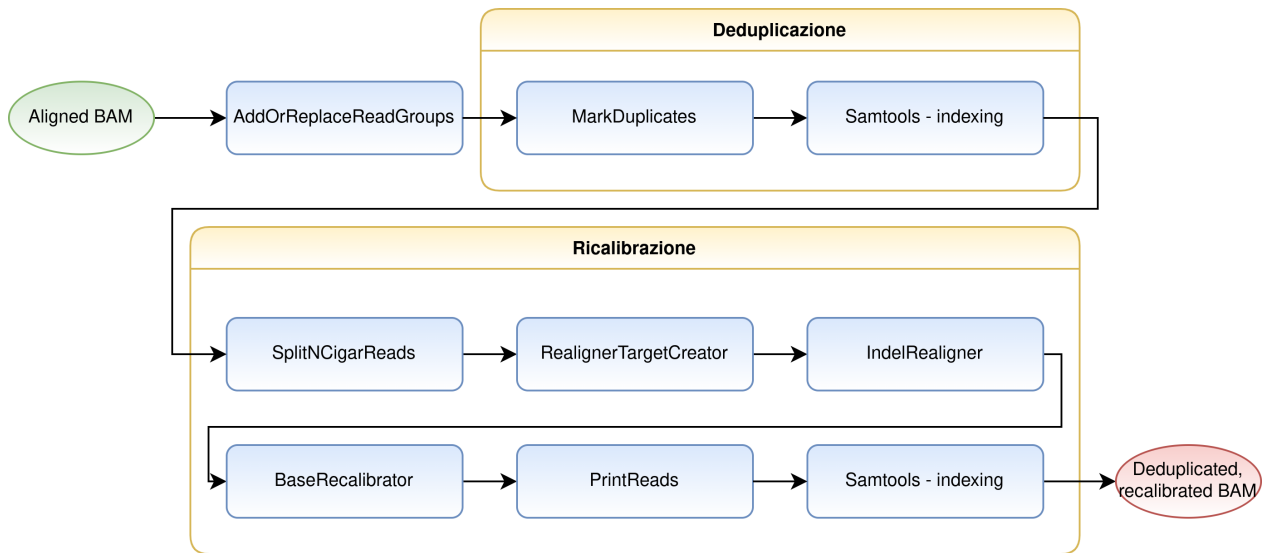 Deduplicazione
Aligned BAM
AddOrReplaceReadGroups
MarkDuplicates
Samtools - indexing
Ricalibrazione
SplitNCigarReads
RealignerTargetCreator
IndelRealigner
BaseRecalibrator
PrintReads
Samtools - indexing
Deduplicated,
recalibrated BAM